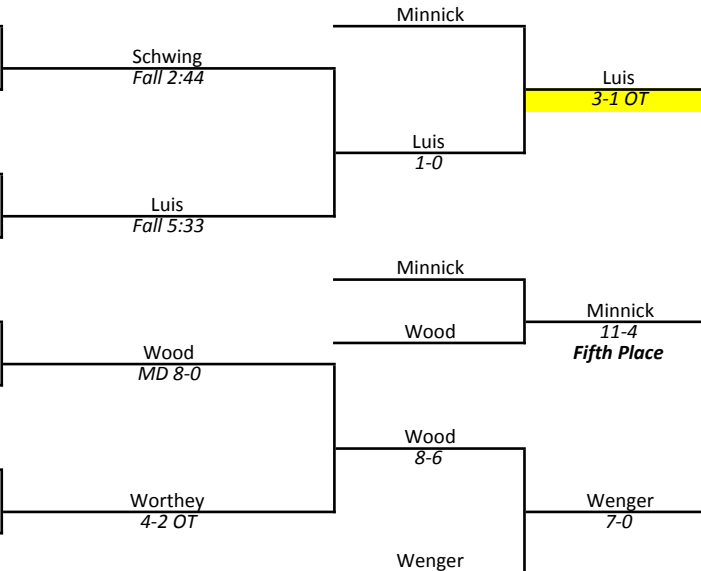 Minnick
Schwing
Fall 2:44
Luis
3-1 OT
Luis
1-0
Luis
Fall 5:33
Minnick
Minnick
11-4
Fifth Place
Wood
Wood
MD 8-0
Wood
8-6
Worthey
4-2 OT
Wenger
7-0
Wenger